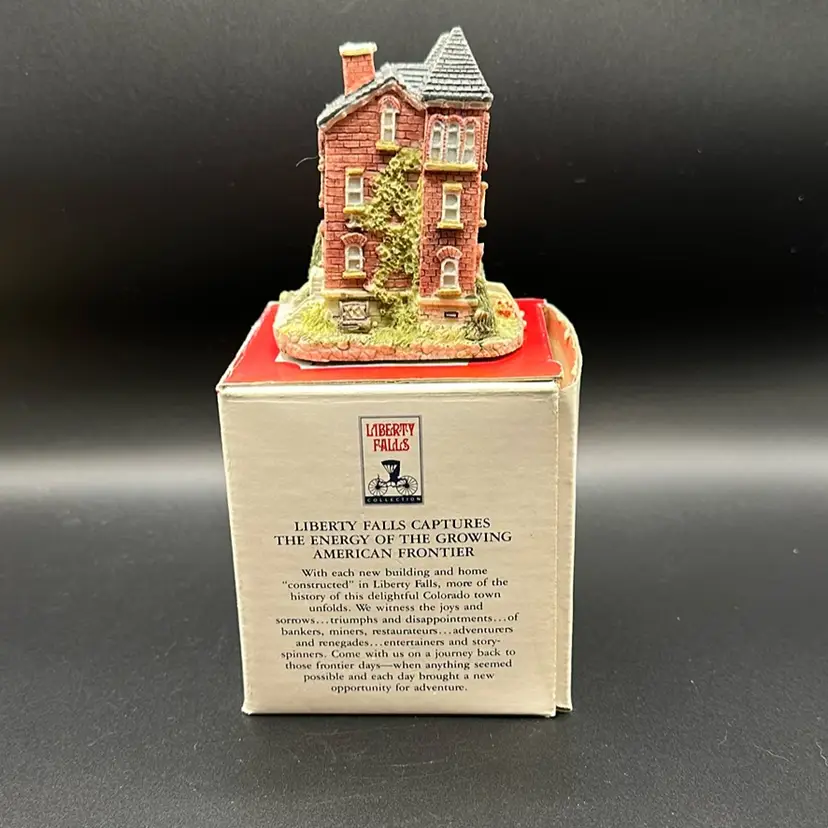 LIBERTY
FALLS
COLLECTION
LIBERTY FALLS CAPTURES
THE ENERGY OF THE GROWING
AMERICAN FRONTIER
With each new building and home
"constructed" in Liberty Falls, more of the
history of this delightful Colorado town
unfolds. We witness the joys and
sorrows...triumphs and disappointments...of
bankers, miners, restaurateurs...adventurers
and renegades...entertainers and story-
spinners. Come with us on a journey back to
those frontier days—when anything seemed
possible and each day brought a new
opportunity for adventure.